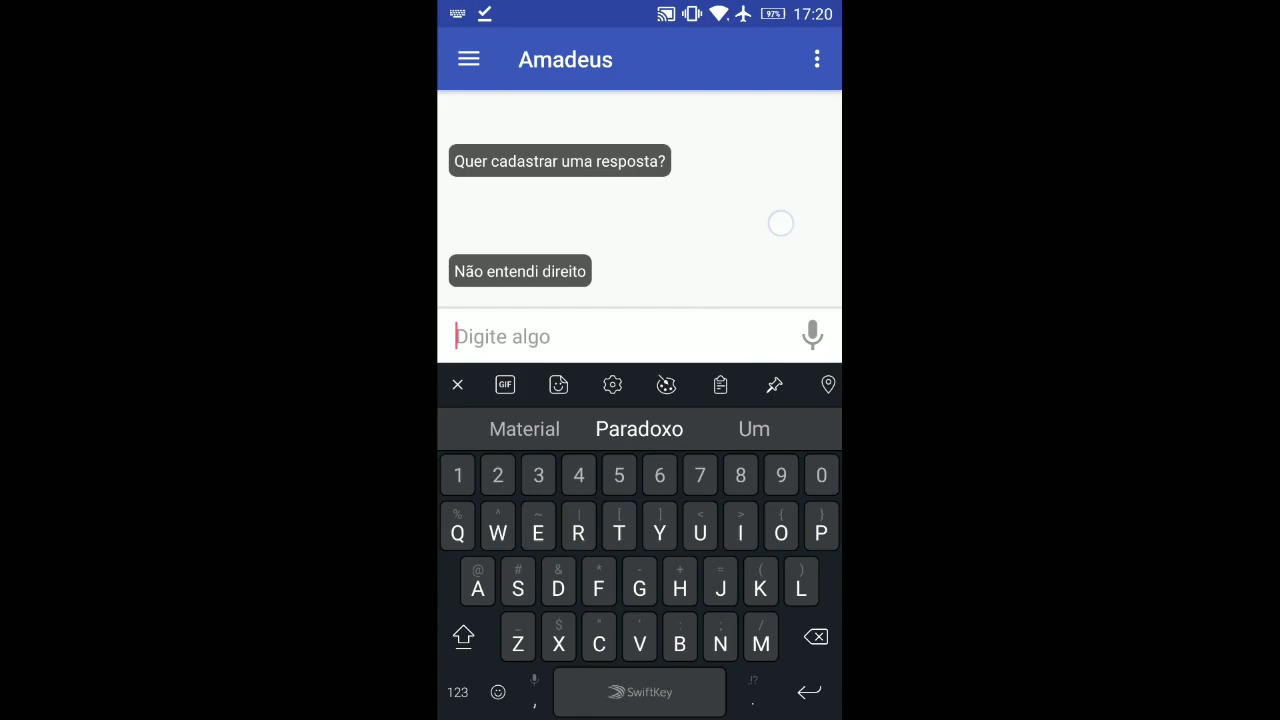 97% 17:20
Amadeus
Quer cadastrar uma resposta?
Não entendi direito
Digite algo
GIF
Material Paradoxo Um
1 2 3 4 5 6 7 8 9 0
% ^ ~ | [ ] < > { }
Q W E R T Y U I O P
@ # & * - + = ( )
A S D F G H J K L
_ $ " ' : ; /
Z X C V B N M
123 , SwiftKey .!? .